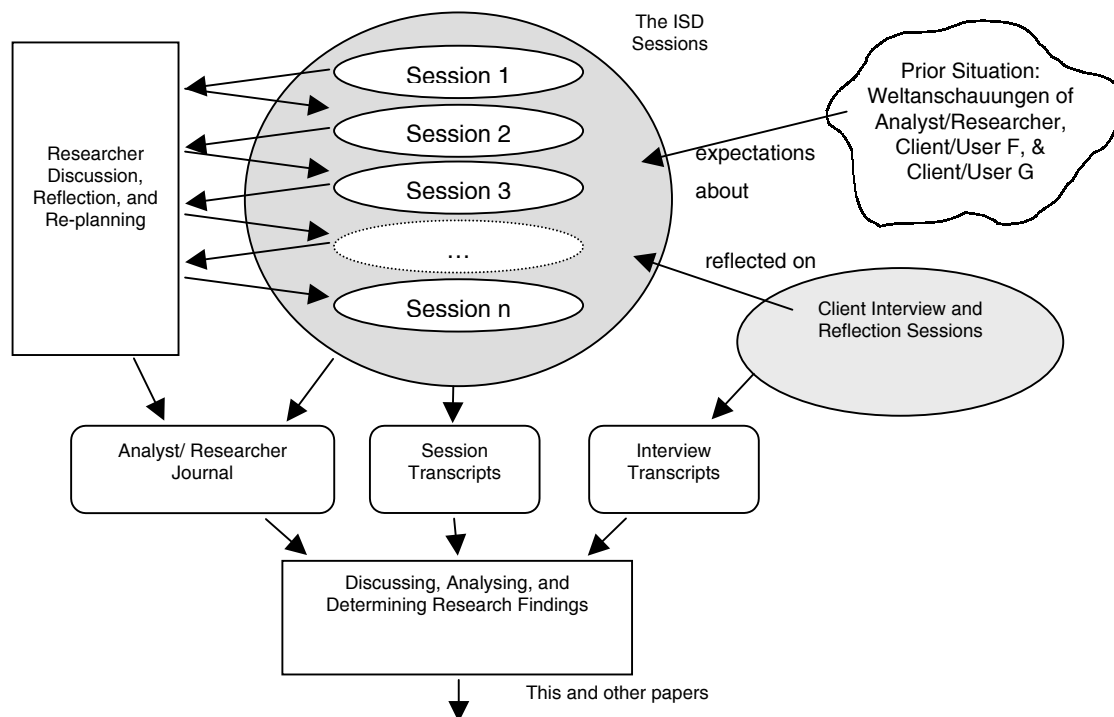 The ISD
Sessions
Session 1
Session 2
Session 3
...
Session n
Researcher
Discussion,
Reflection, and
Re-planning
Prior Situation:
Weltanschauungen of
Analyst/Researcher,
Client/User F, &
Client/User G
expectations
about
reflected on
Client Interview and
Reflection Sessions
Analyst/ Researcher
Journal
Session
Transcripts
Interview
Transcripts
Discussing, Analysing, and
Determining Research Findings
This and other papers